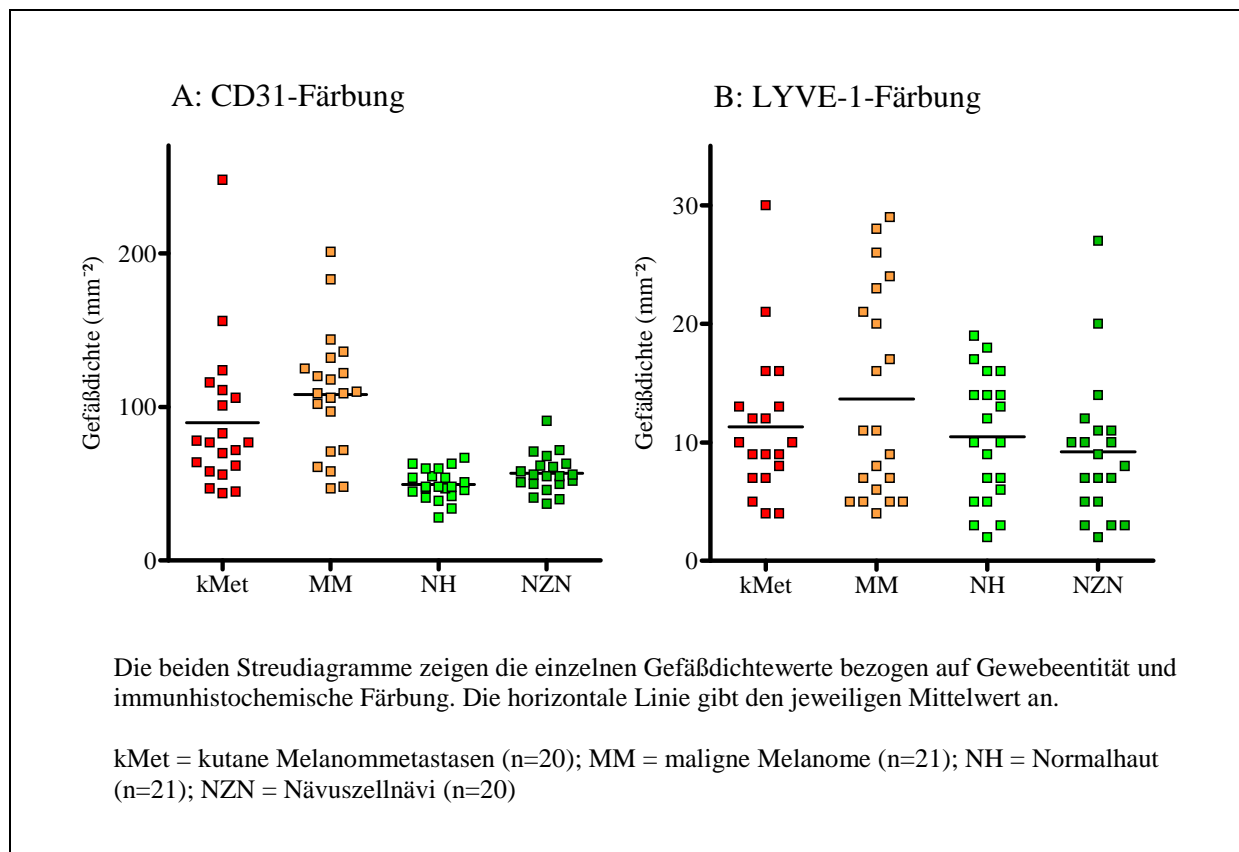 A: CD31-Färbung
Gefäßdichte (mm⁻²)
200
100
0
kMet MM NH NZN
B: LYVE-1-Färbung
Gefäßdichte (mm⁻²)
30
20
10
0
kMet MM NH NZN
Die beiden Streudiagramme zeigen die einzelnen Gefäßdichtewerte bezogen auf Gewebeentität und
immunhistochemische Färbung. Die horizontale Linie gibt den jeweiligen Mittelwert an.
kMet = kutane Melanommetastasen (n=20); MM = maligne Melanome (n=21); NH = Normalhaut
(n=21); NZN = Nävuszellnävi (n=20)